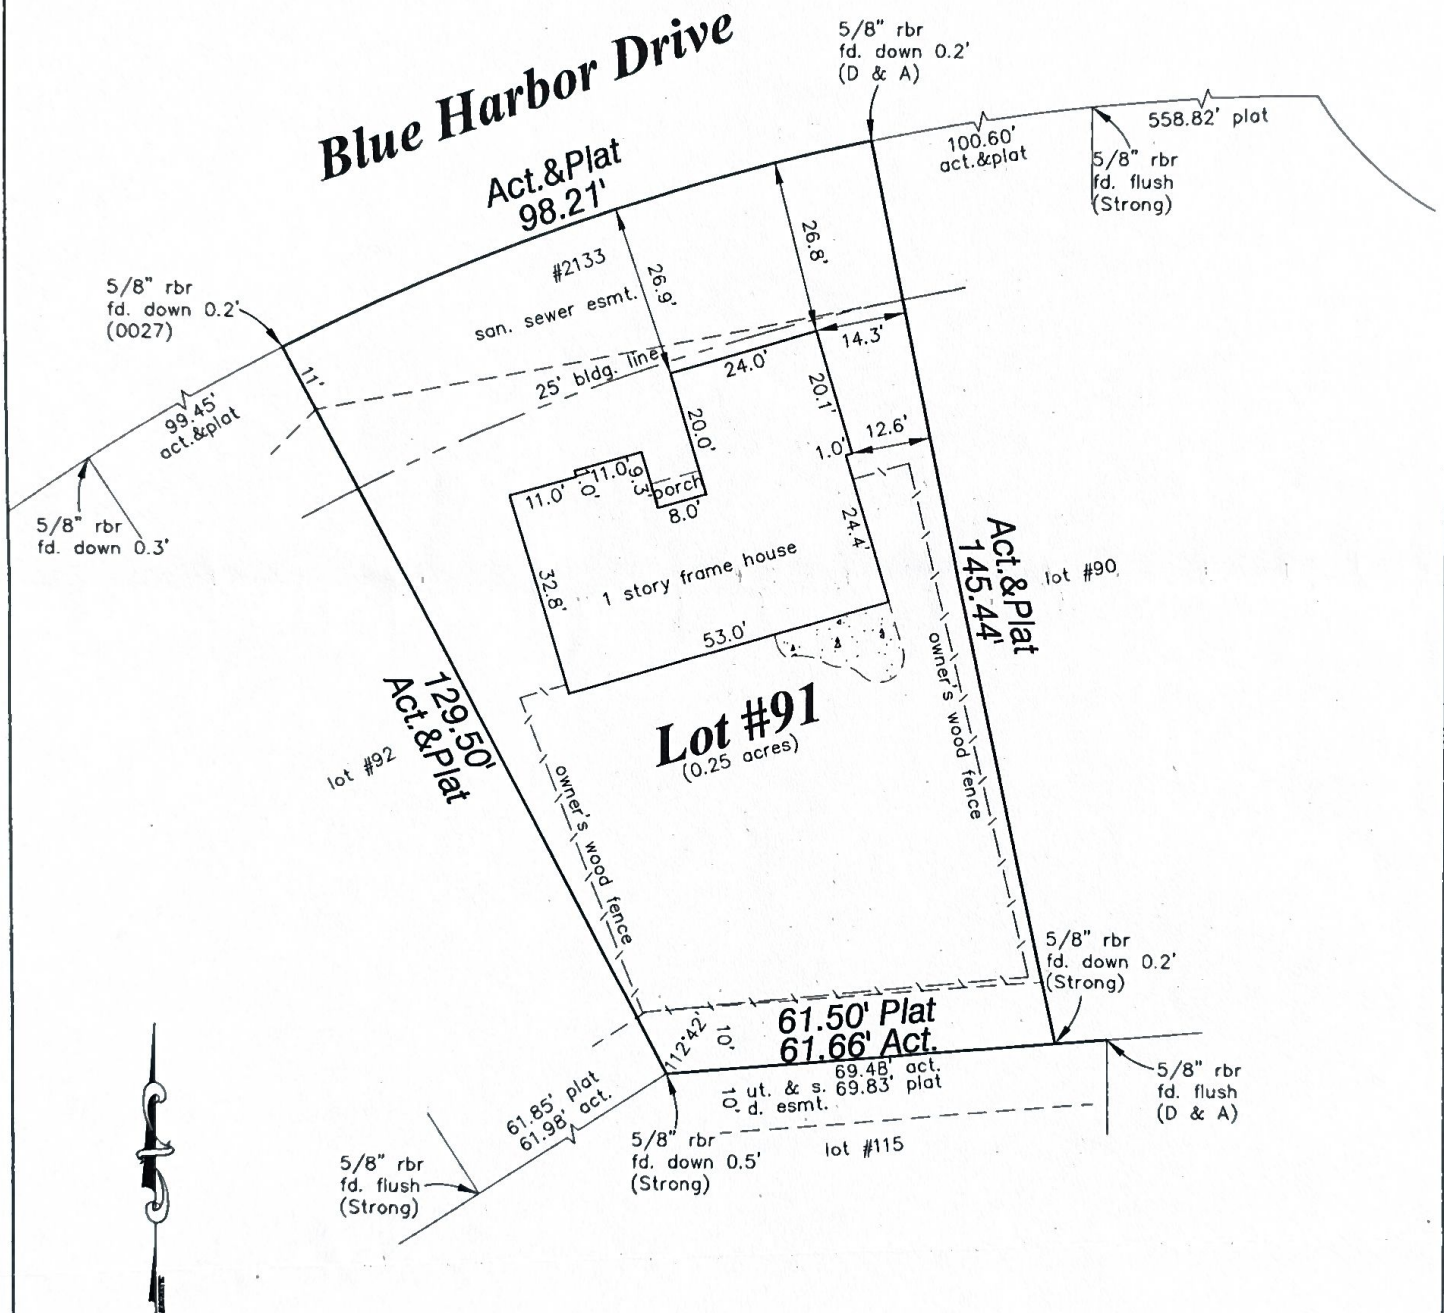 Blue Harbor Drive
Act.&Plat
98.21'
5/8" rbr
fd. down 0.2'
(D & A)
100.60'
act.&plat
558.82' plat
5/8" rbr
fd. flush
(Strong)
5/8" rbr
fd. down 0.2'
(0027)
#2133
san. sewer esmt.
26.9'
26.8'
11'
25' bldg. line
24.0'
14.3'
99.45'
act.&plat
20.0'
20.1'
1.0'
12.6'
5/8" rbr
fd. down 0.3'
11.0'
11.0'
9.3'
porch
8.0'
24.4'
32.8'
1 story frame house
53.0'
Act.&Plat
145.44'
lot #90
129.50'
Act.&Plat
lot #92
Lot #91
(0.25 acres)
owner's wood fence
owner's wood fence
5/8" rbr
fd. down 0.2'
(Strong)
61.50' Plat
61.66' Act.
112°42'
10'
69.48' act.
69.83' plat
10'
ut. & s.
d. esmt.
lot #115
61.85' plat
61.98' act.
5/8" rbr
fd. flush
(Strong)
5/8" rbr
fd. down 0.5'
(Strong)
5/8" rbr
fd. flush
(D & A)